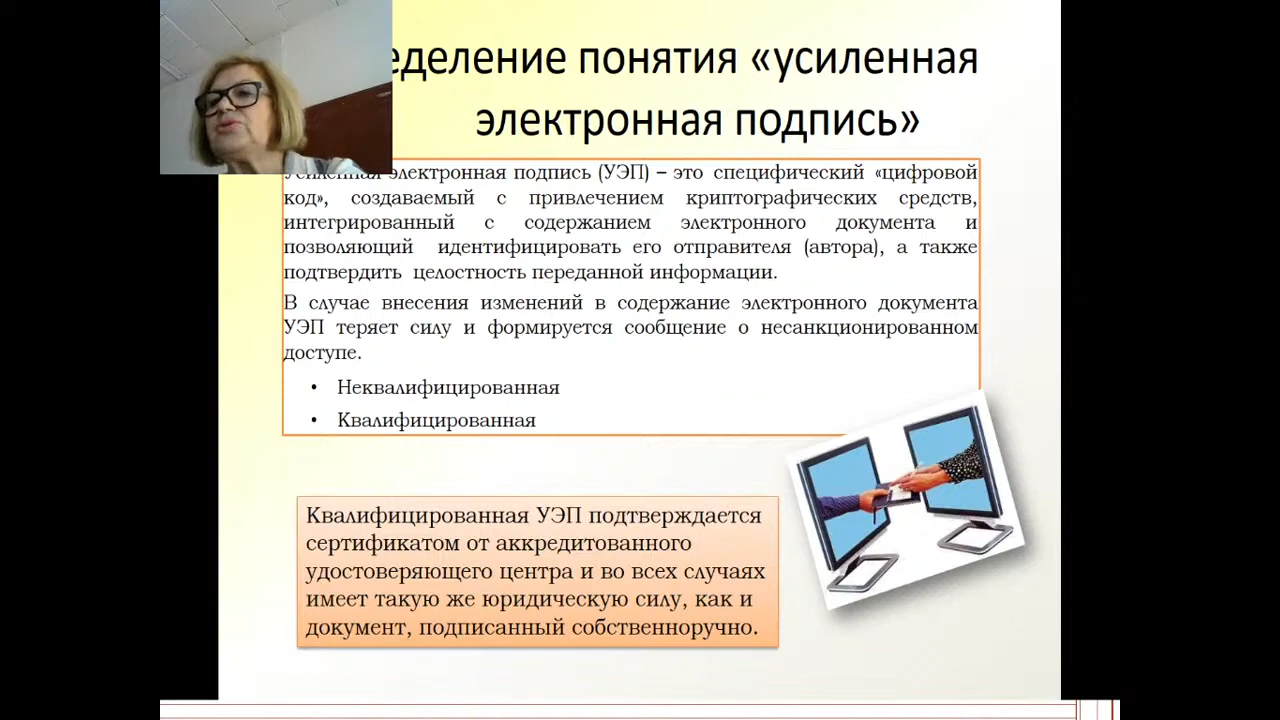 еделение понятия «усиленная
электронная подпись»
Усиленная электронная подпись (УЭП) – это специфический «цифровой
код», создаваемый с привлечением криптографических средств,
интегрированный с содержанием электронного документа и
позволяющий идентифицировать его отправителя (автора), а также
подтвердить целостность переданной информации.
В случае внесения изменений в содержание электронного документа
УЭП теряет силу и формируется сообщение о несанкционированном
доступе.
• Неквалифицированная
• Квалифицированная
Квалифицированная УЭП подтверждается
сертификатом от аккредитованного
удостоверяющего центра и во всех случаях
имеет такую же юридическую силу, как и
документ, подписанный собственноручно.